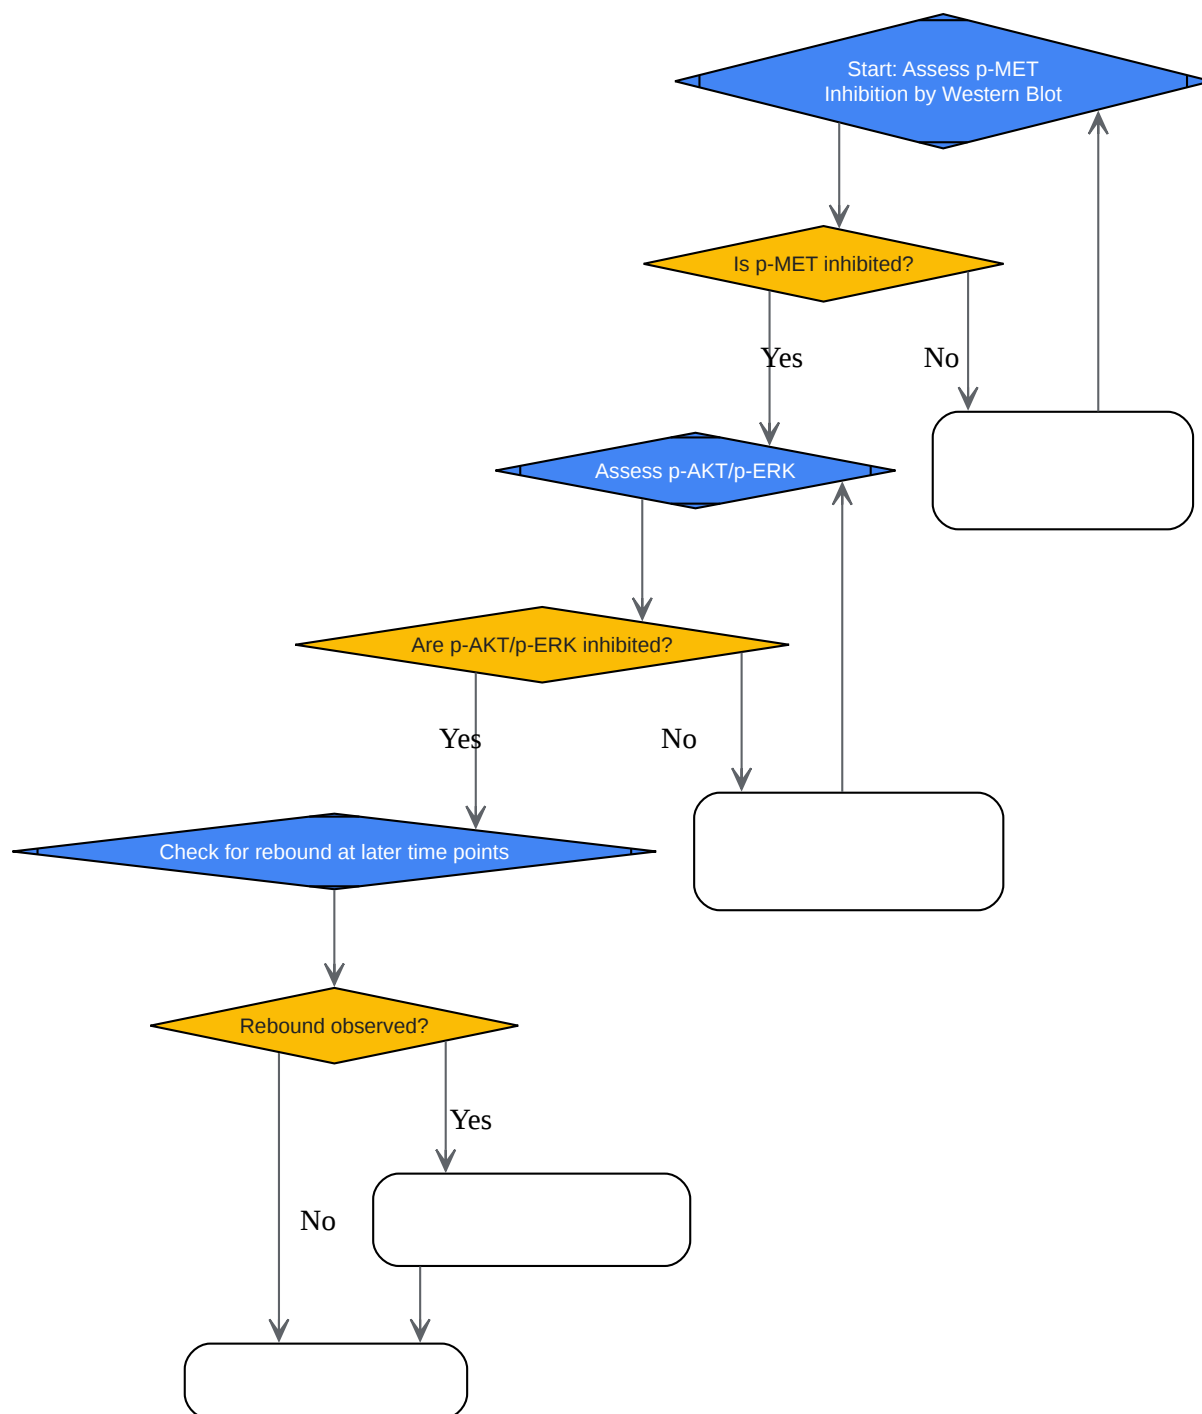 Start: Assess p-MET
Inhibition by Western Blot
Is p-MET inhibited?
Yes
No
Assess p-AKT/p-ERK
Are p-AKT/p-ERK inhibited?
Yes
No
Check for rebound at later time points
Rebound observed?
Yes
No